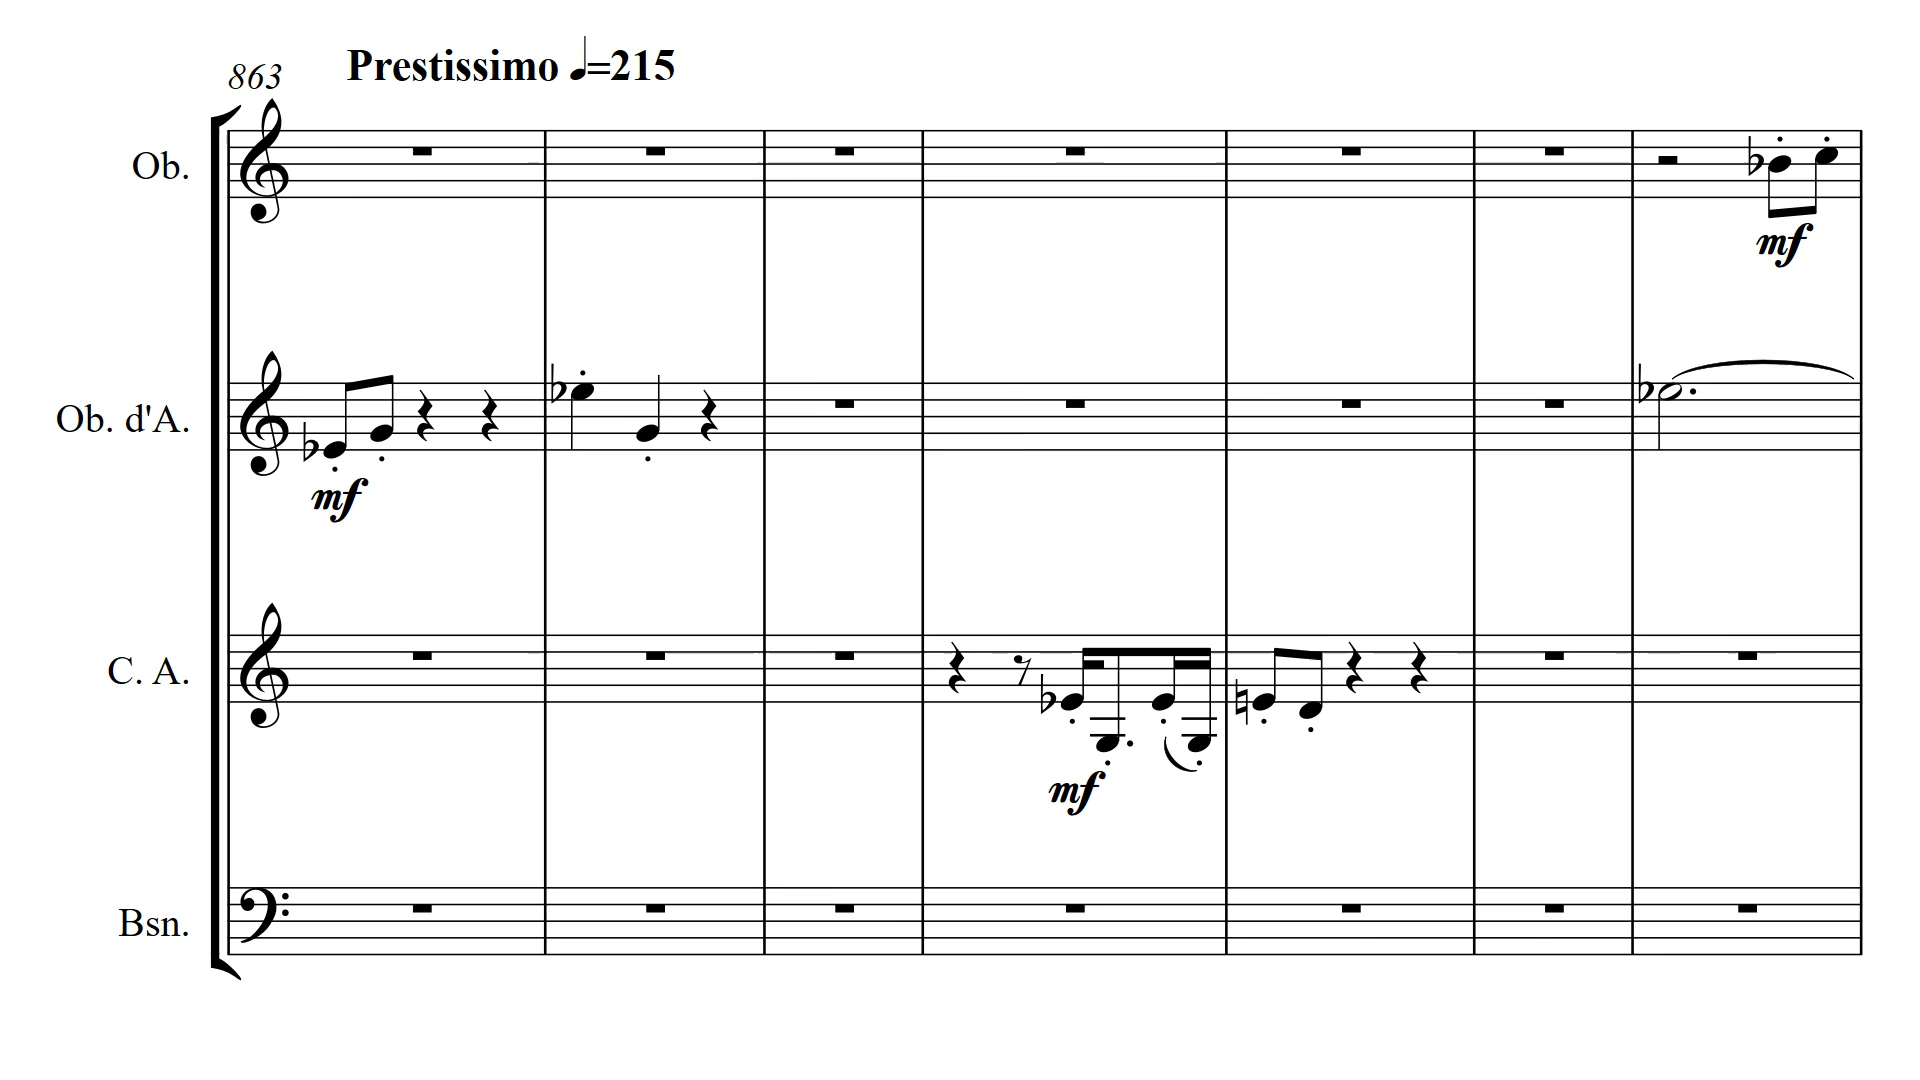 Prestissimo ♩=215
863
Ob.
mf
Ob. d'A.
mf
C. A.
mf
Bsn.